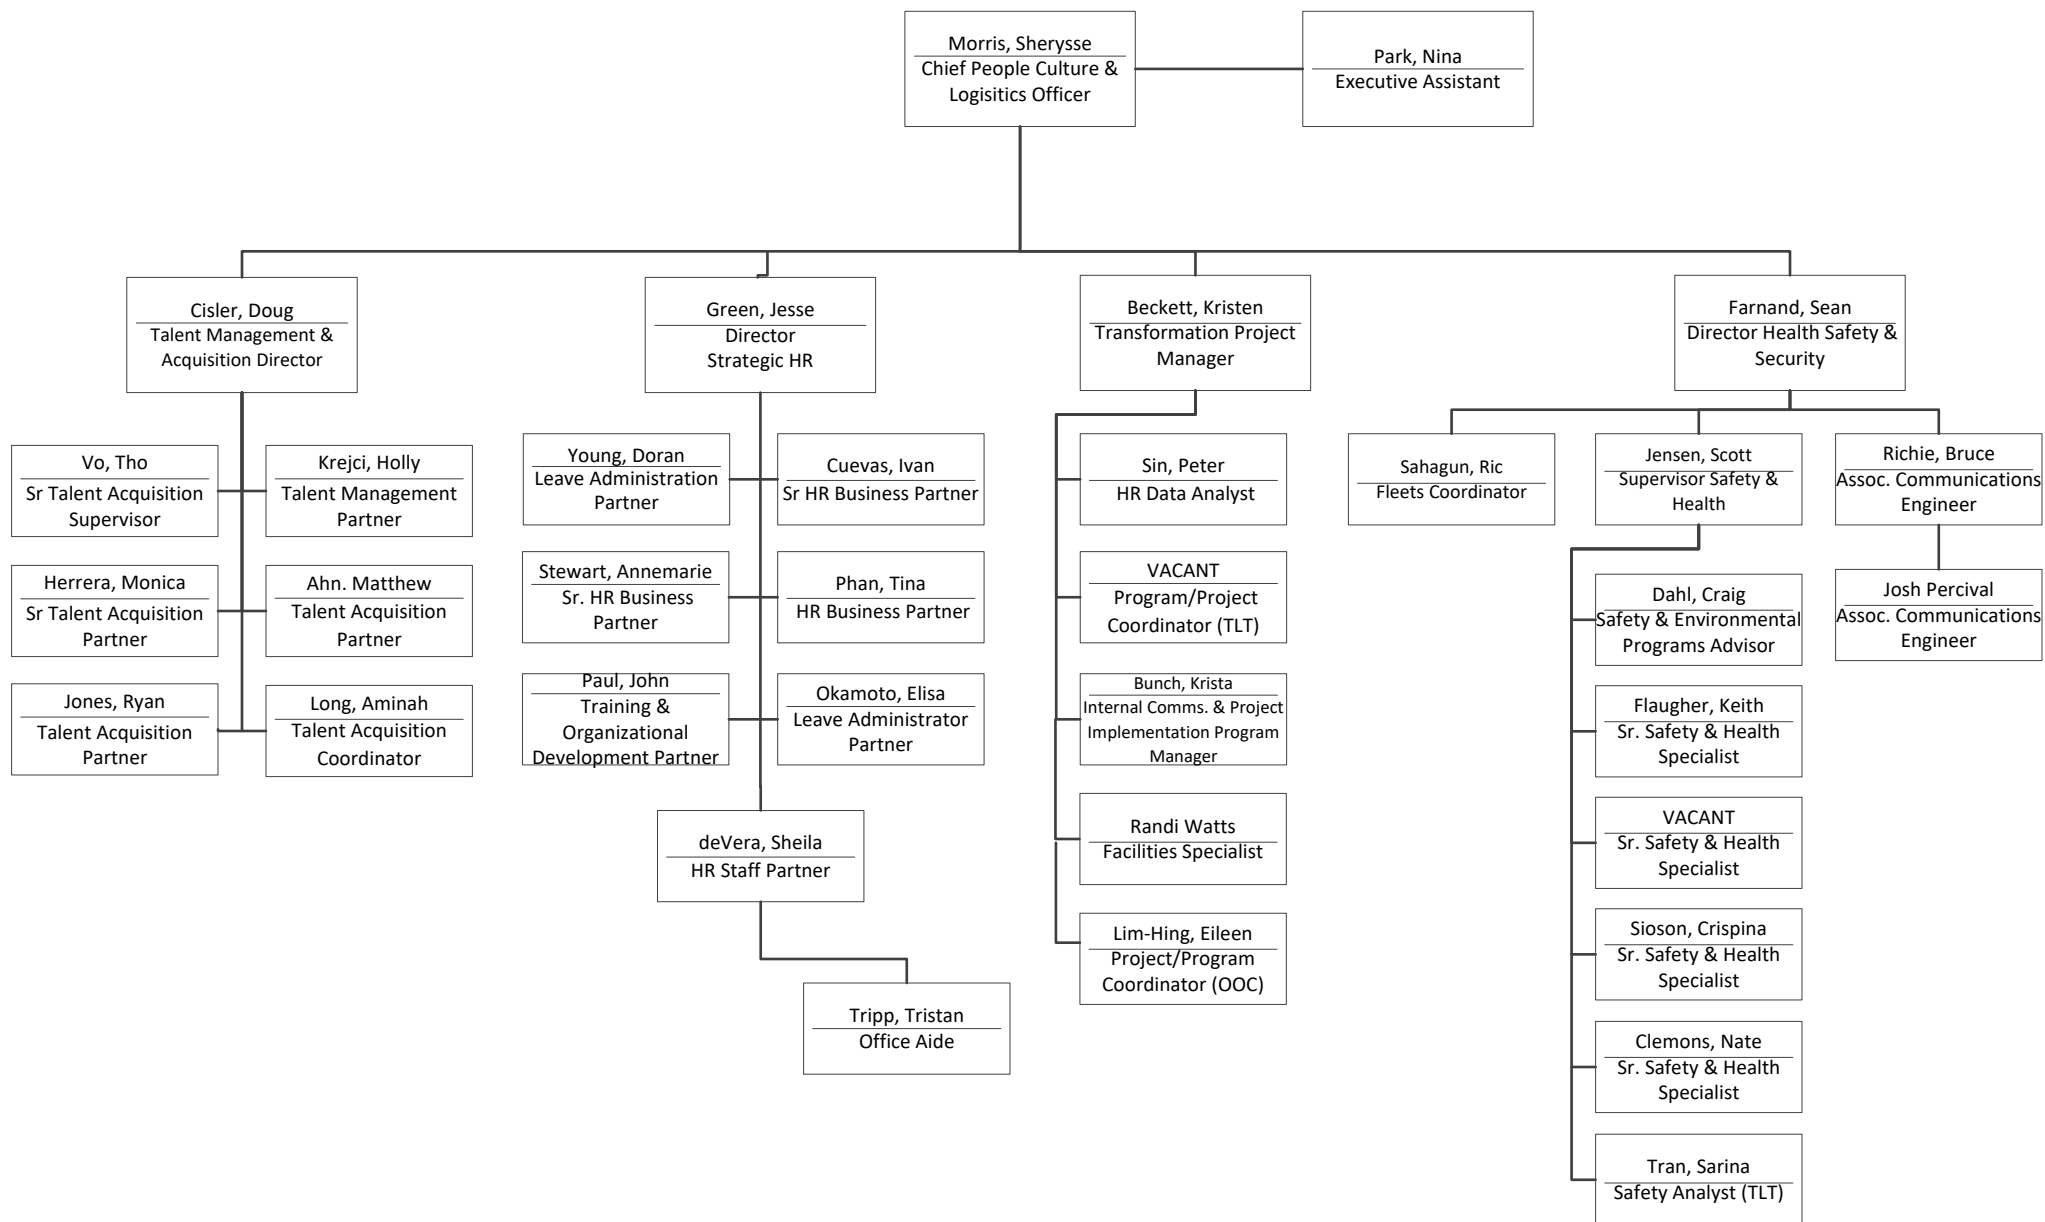 Morris, Sherysse
Chief People Culture &
Logisitics Officer
Park, Nina
Executive Assistant
Cisler, Doug
Talent Management &
Acquisition Director
Green, Jesse
Director
Strategic HR
Beckett, Kristen
Transformation Project
Manager
Farnand, Sean
Director Health Safety &
Security
Vo, Tho
Sr Talent Acquisition
Supervisor
Krejci, Holly
Talent Management
Partner
Herrera, Monica
Sr Talent Acquisition
Partner
Ahn. Matthew
Talent Acquisition
Partner
Jones, Ryan
Talent Acquisition
Partner
Long, Aminah
Talent Acquisition
Coordinator
Young, Doran
Leave Administration
Partner
Cuevas, Ivan
Sr HR Business Partner
Stewart, Annemarie
Sr. HR Business
Partner
Phan, Tina
HR Business Partner
Paul, John
Training &
Organizational
Development Partner
Okamoto, Elisa
Leave Administrator
Partner
deVera, Sheila
HR Staff Partner
Tripp, Tristan
Office Aide
Sin, Peter
HR Data Analyst
VACANT
Program/Project
Coordinator (TLT)
Bunch, Krista
Internal Comms. & Project
Implementation Program
Manager
Randi Watts
Facilities Specialist
Lim-Hing, Eileen
Project/Program
Coordinator (OOC)
Sahagun, Ric
Fleets Coordinator
Jensen, Scott
Supervisor Safety &
Health
Richie, Bruce
Assoc. Communications
Engineer
Josh Percival
Assoc. Communications
Engineer
Dahl, Craig
Safety & Environmental
Programs Advisor
Flaugher, Keith
Sr. Safety & Health
Specialist
VACANT
Sr. Safety & Health
Specialist
Sioson, Crispina
Sr. Safety & Health
Specialist
Clemons, Nate
Sr. Safety & Health
Specialist
Tran, Sarina
Safety Analyst (TLT)